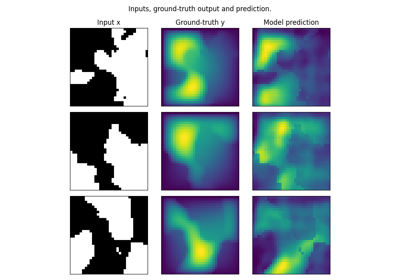 Inputs, ground-truth output and prediction.
Input x
Ground-truth y
Model prediction